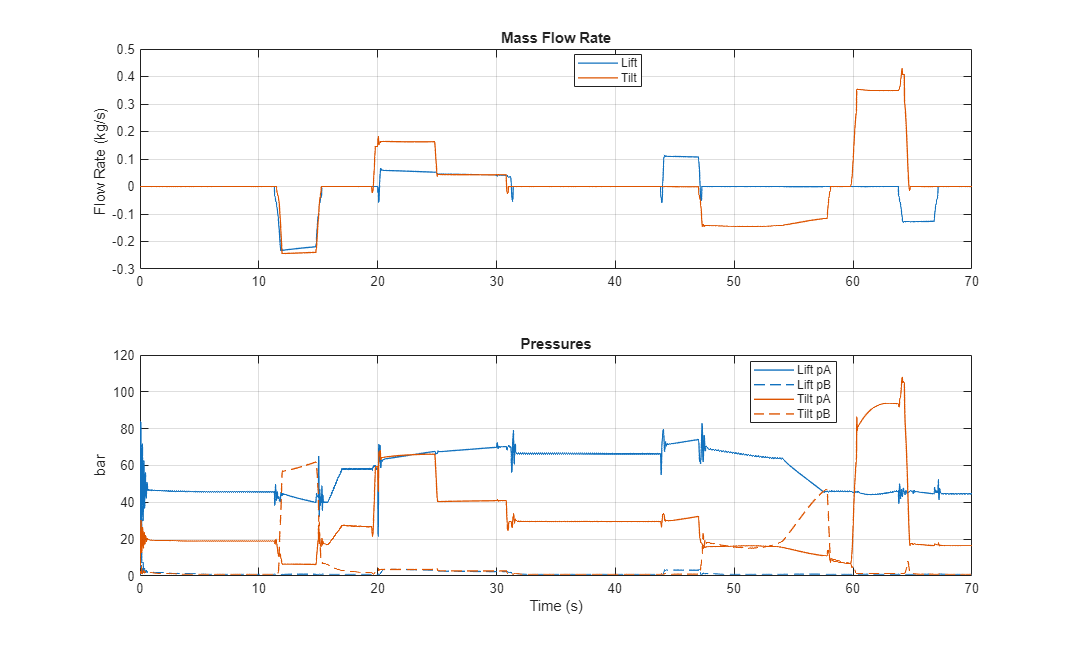 Mass Flow Rate
0.5
0.4
0.3
0.2
0.1
0
-0.1
-0.2
-0.3
Flow Rate (kg/s)
Lift
Tilt
0 10 20 30 40 50 60 70
Pressures
120
100
80
60
40
20
0
bar
Lift pA
Lift pB
Tilt pA
Tilt pB
0 10 20 30 40 50 60 70
Time (s)